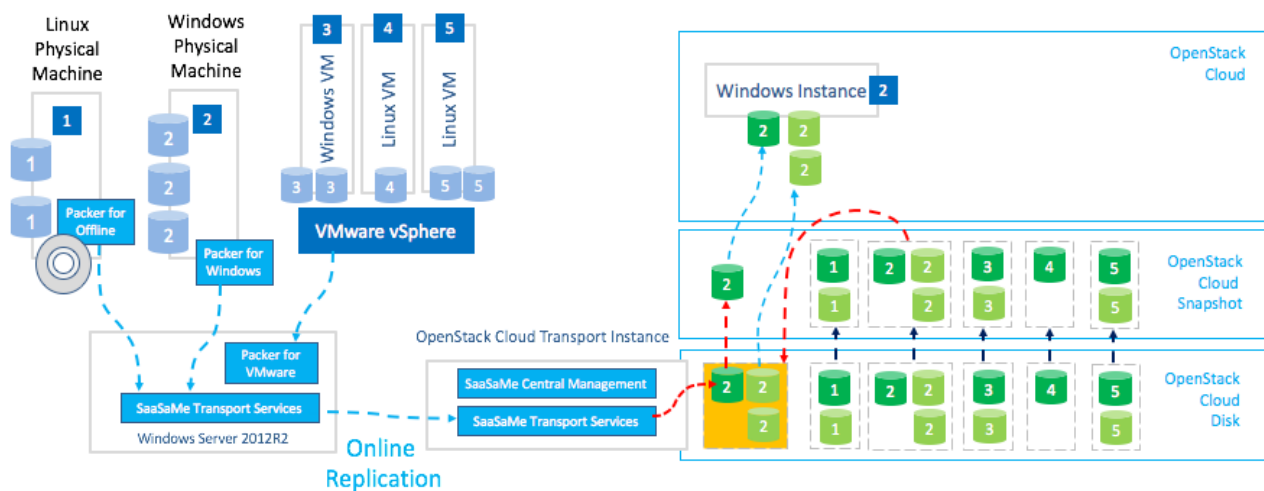 Linux
Physical
Machine
Windows
Physical
Machine
1
2
3
4
5
Windows VM
Linux VM
Linux VM
1
1
2
2
2
3
3
4
5
5
Packer for
Offline
Packer for
Windows
VMware vSphere
Packer for
VMware
SaaSaMe Transport Services
Windows Server 2012R2
Online
Replication
OpenStack Cloud Transport Instance
SaaSaMe Central Management
SaaSaMe Transport Services
OpenStack
Cloud
Windows Instance
2
2
2
2
OpenStack
Cloud
Snapshot
2
1
2
2
3
4
5
1
2
3
5
OpenStack
Cloud
Disk
2
2
1
2
2
3
4
5
2
1
2
3
5